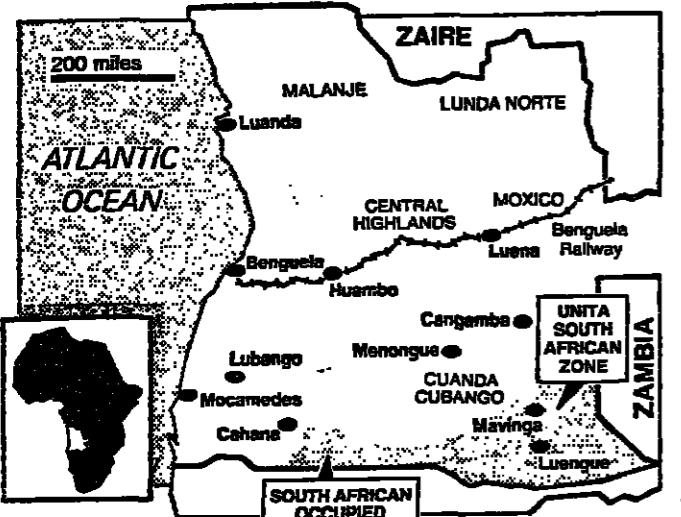 ZAIRE
200 miles
MALANJE
LUNDA NORTE
Luanda
ATLANTIC
OCEAN
CENTRAL
HIGHLANDS
MOXICO
Benguela
Railway
Luena
Benguela
Huambo
Cangamba
UNITA
SOUTH
AFRICAN
ZONE
ZAMBIA
Menongue
Lubango
CUANDA
CUBANGO
Mocamedes
Mavinga
Cahana
Luengue
SOUTH AFRICAN
OCCUPIED